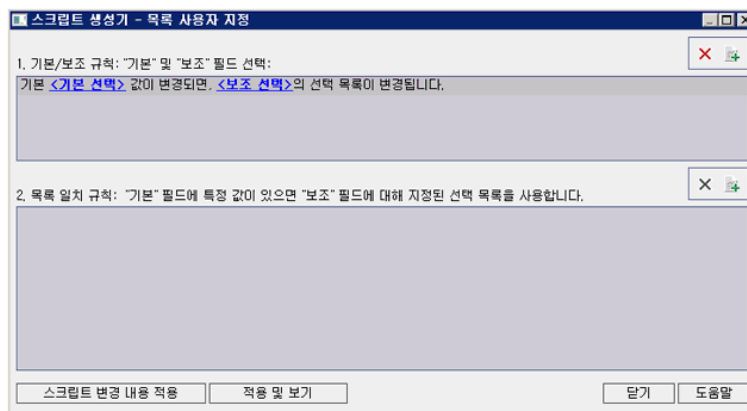 스크립트 생성기 - 목록 사용자 지정
1. 기본/보조 규칙: "기본" 및 "보조" 필드 선택:
기본 <기본 선택> 값이 변경되면, <보조 선택>의 선택 목록이 변경됩니다.
2. 목록 일치 규칙: "기본" 필드에 특정 값이 있으면 "보조" 필드에 대해 지정된 선택 목록을 사용합니다.
스크립트 변경 내용 적용 적용 및 보기 닫기 도움말